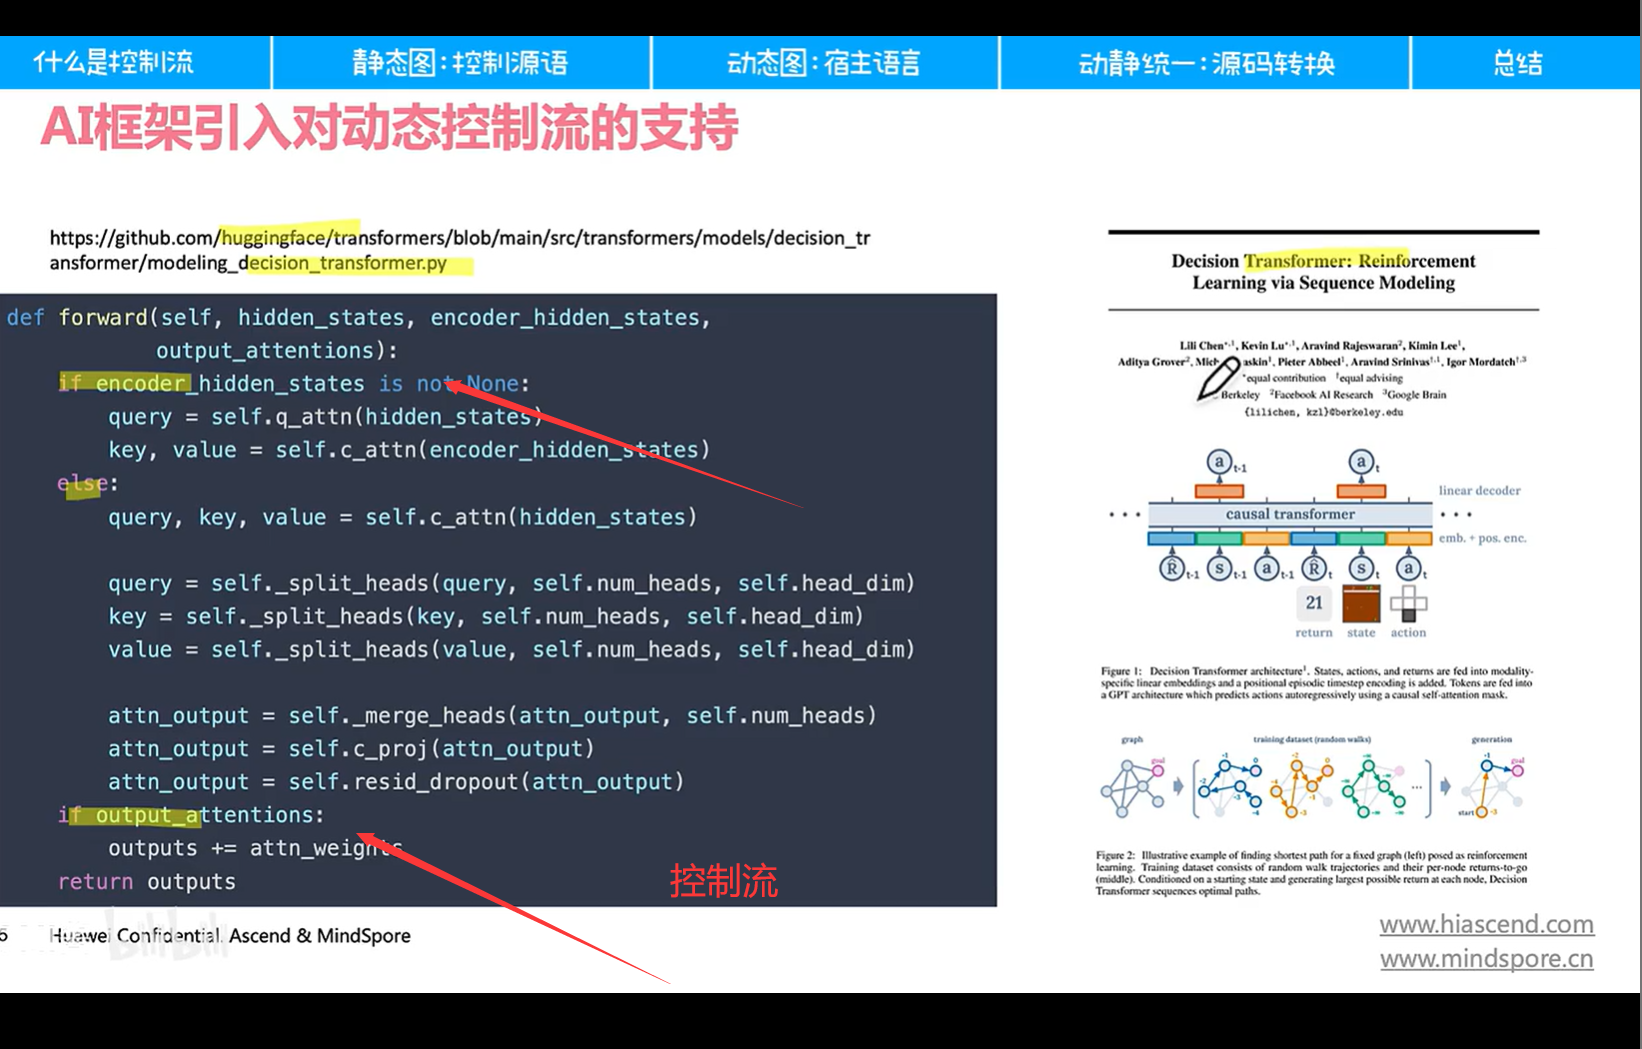 什么是控制流
静态图：控制源语
动态图：宿主语言
动静统一：源码转换
总结
AI框架引入对动态控制流的支持
https://github.com/huggingface/transformers/blob/main/src/transformers/models/decision_tr
ansformer/modeling_decision_transformer.py
def forward(self, hidden_states, encoder_hidden_states,
output_attentions):
if encoder_hidden_states is not None:
query = self.q_attn(hidden_states)
key, value = self.c_attn(encoder_hidden_states)
else:
query, key, value = self.c_attn(hidden_states)
query = self._split_heads(query, self.num_heads, self.head_dim)
key = self._split_heads(key, self.num_heads, self.head_dim)
value = self._split_heads(value, self.num_heads, self.head_dim)
attn_output = self._merge_heads(attn_output, self.num_heads)
attn_output = self.c_proj(attn_output)
attn_output = self.resid_dropout(attn_output)
if output_attentions:
outputs += attn_weights
return outputs
控制流
Decision Transformer: Reinforcement
Learning via Sequence Modeling
Lili Chen*,1, Kevin Lu*,1, Aravind Rajeswaran2, Kimin Lee1,
Aditya Grover2, Mich askin1, Pieter Abbeel1, Aravind Srinivas†,1, Igor Mordatch†,3
*equal contribution †equal advising
Berkeley 2Facebook AI Research 3Google Brain
{lilichen, kzl}@berkeley.edu
a t-1 a t
linear decoder
... causal transformer ...
emb. + pos. enc.
R̂ t-1 s t-1 a t-1 R̂ t s t a t
21
return state action
Figure 1: Decision Transformer architecture1. States, actions, and returns are fed into modality-
specific linear embeddings and a positional episodic timestep encoding is added. Tokens are fed into
a GPT architecture which predicts actions autoregressively using a causal self-attention mask.
graph training dataset (random walks) generation
goal goal
start
Figure 2: Illustrative example of finding shortest path for a fixed graph (left) posed as reinforcement
learning. Training dataset consists of random walk trajectories and their per-node returns-to-go
(middle). Conditioned on a starting state and generating largest possible return at each node, Decision
Transformer sequences optimal paths.
Huawei Confidential. Ascend & MindSpore
bilibili
www.hiascend.com
www.mindspore.cn